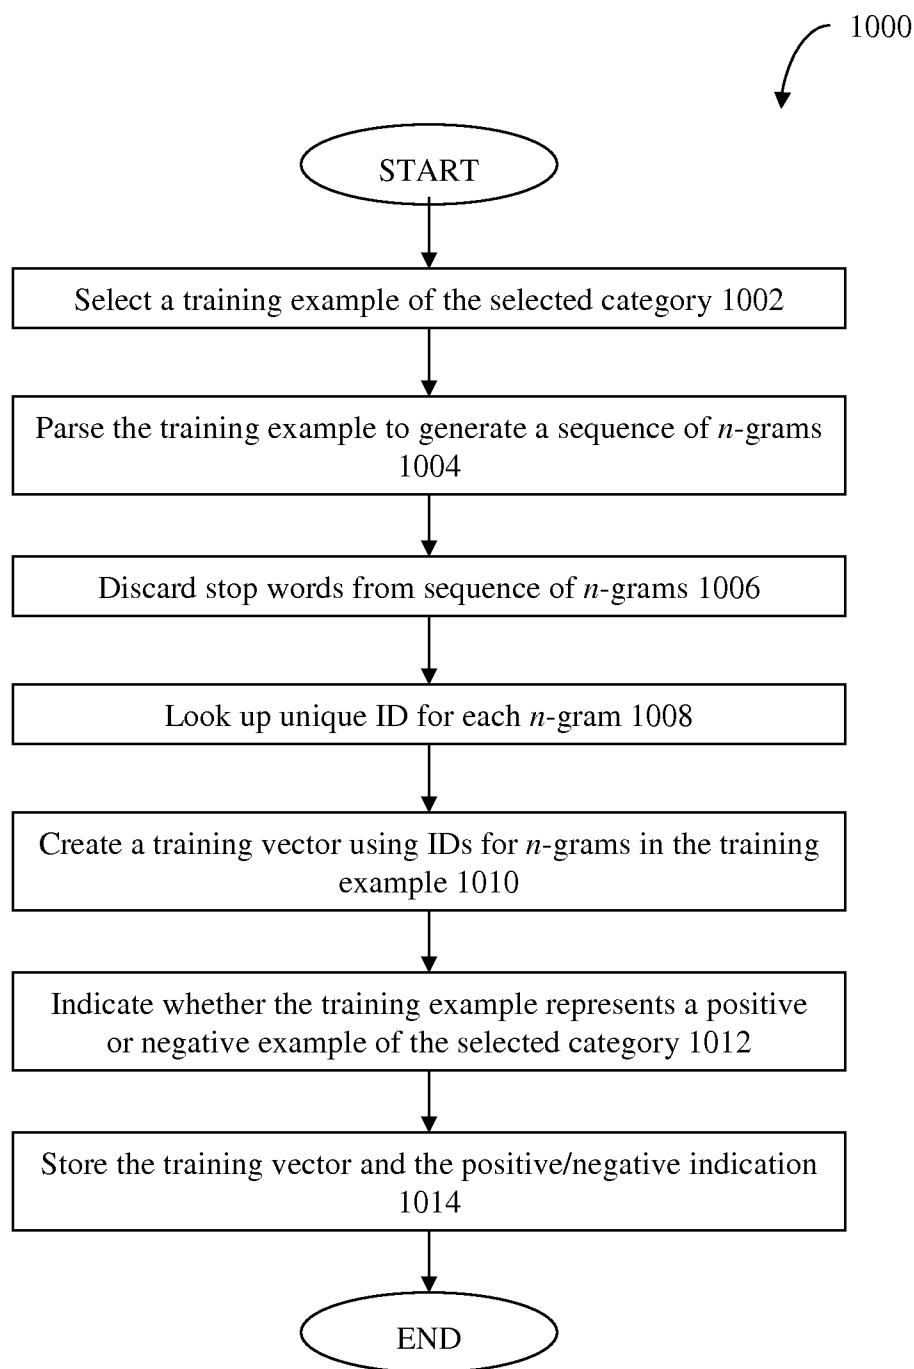 1000
START
Select a training example of the selected category 1002
Parse the training example to generate a sequence of n-grams
1004
Discard stop words from sequence of n-grams 1006
Look up unique ID for each n-gram 1008
Create a training vector using IDs for n-grams in the training
example 1010
Indicate whether the training example represents a positive
or negative example of the selected category 1012
Store the training vector and the positive/negative indication
1014
END